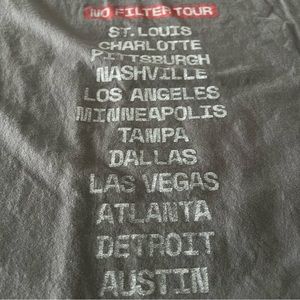 NO FILTER TOUR
ST. LOUIS
CHARLOTTE
PITTSBURGH
NASHVILLE
LOS ANGELES
MINNEAPOLIS
TAMPA
DALLAS
LAS VEGAS
ATLANTA
DETROIT
AUSTIN